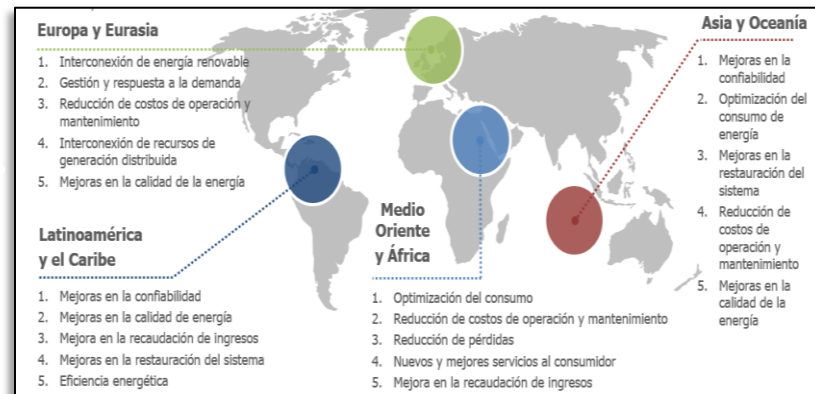 Europa y Eurasia
1. Interconexión de energía renovable
2. Gestión y respuesta a la demanda
3. Reducción de costos de operación y
mantenimiento
4. Interconexión de recursos de
generación distribuida
5. Mejoras en la calidad de la energía
Latinoamérica
y el Caribe
1. Mejoras en la confiabilidad
2. Mejoras en la calidad de energía
3. Mejora en la recaudación de ingresos
4. Mejoras en la restauración del sistema
5. Eficiencia energética
Medio
Oriente
y África
1. Optimización del consumo
2. Reducción de costos de operación y mantenimiento
3. Reducción de pérdidas
4. Nuevos y mejores servicios al consumidor
5. Mejora en la recaudación de ingresos
Asia y Oceanía
1. Mejoras en la
confiabilidad
2. Optimización del
consumo de
energía
3. Mejoras en la
restauración del
sistema
4. Reducción de
costos de
operación y
mantenimiento
5. Mejoras en la
calidad de la
energía